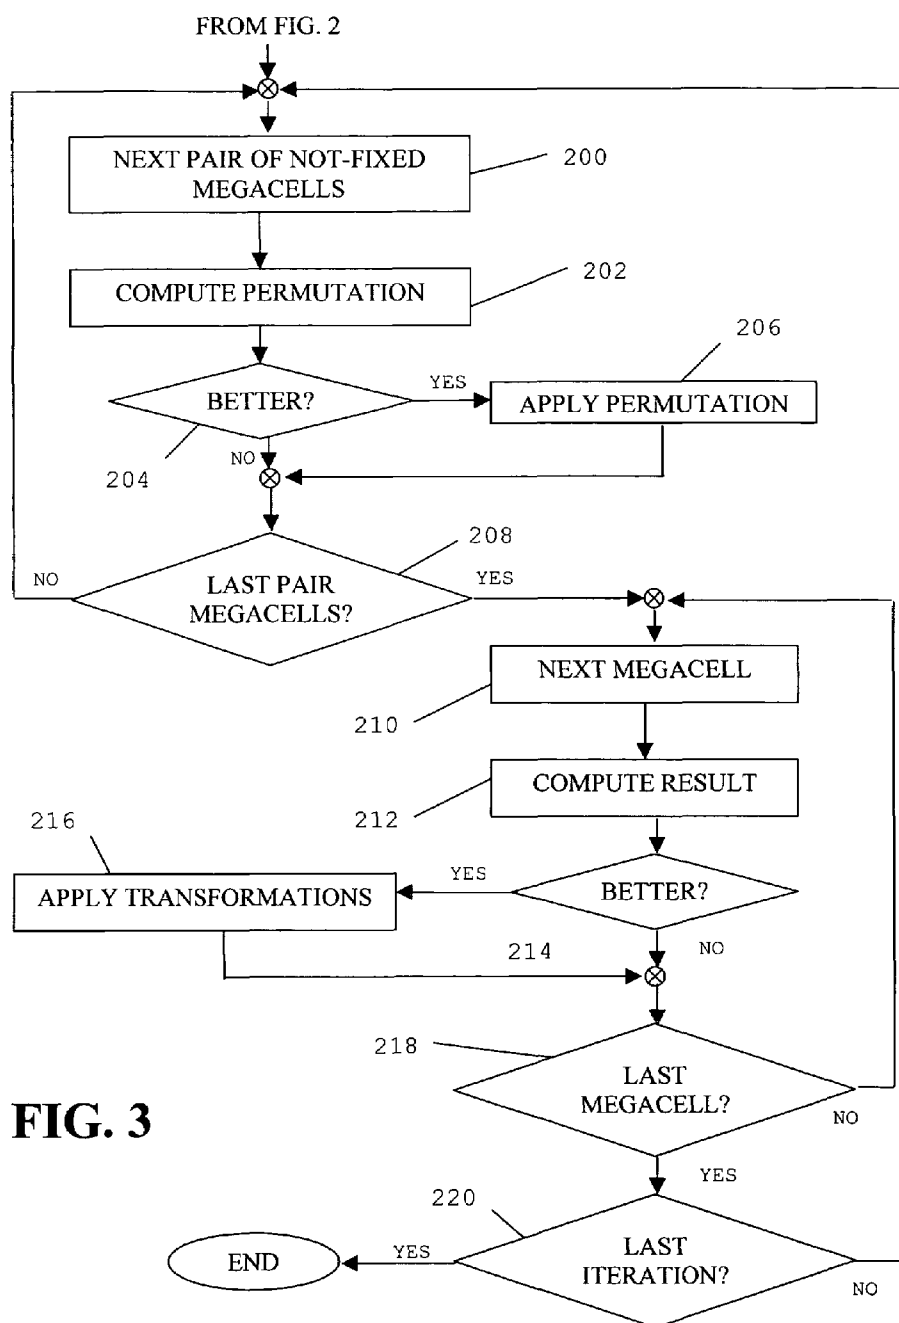 FROM FIG. 2
NEXT PAIR OF NOT-FIXED
MEGACELLS
200
COMPUTE PERMUTATION
202
BETTER?
YES
204
NO
206
APPLY PERMUTATION
208
LAST PAIR
MEGACELLS?
NO
YES
NEXT MEGACELL
210
COMPUTE RESULT
212
216
APPLY TRANSFORMATIONS
YES
BETTER?
NO
214
218
LAST
MEGACELL?
NO
YES
FIG. 3
220
LAST
ITERATION?
YES
NO
END